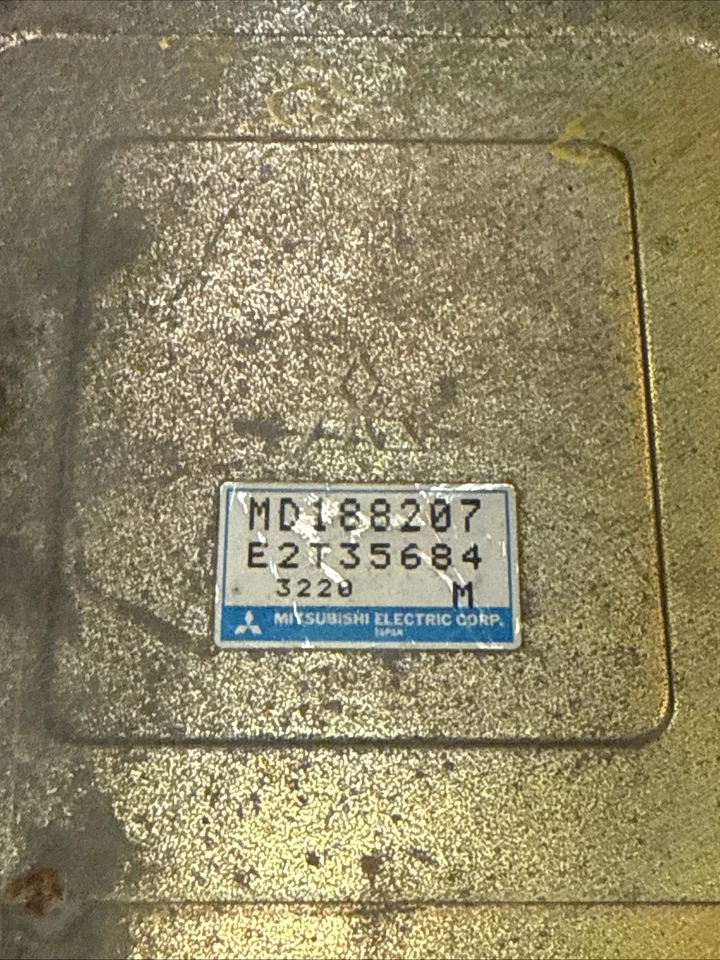 MD188207
E2T35684
3220 M
MITSUBISHI ELECTRIC CORP.
JAPAN